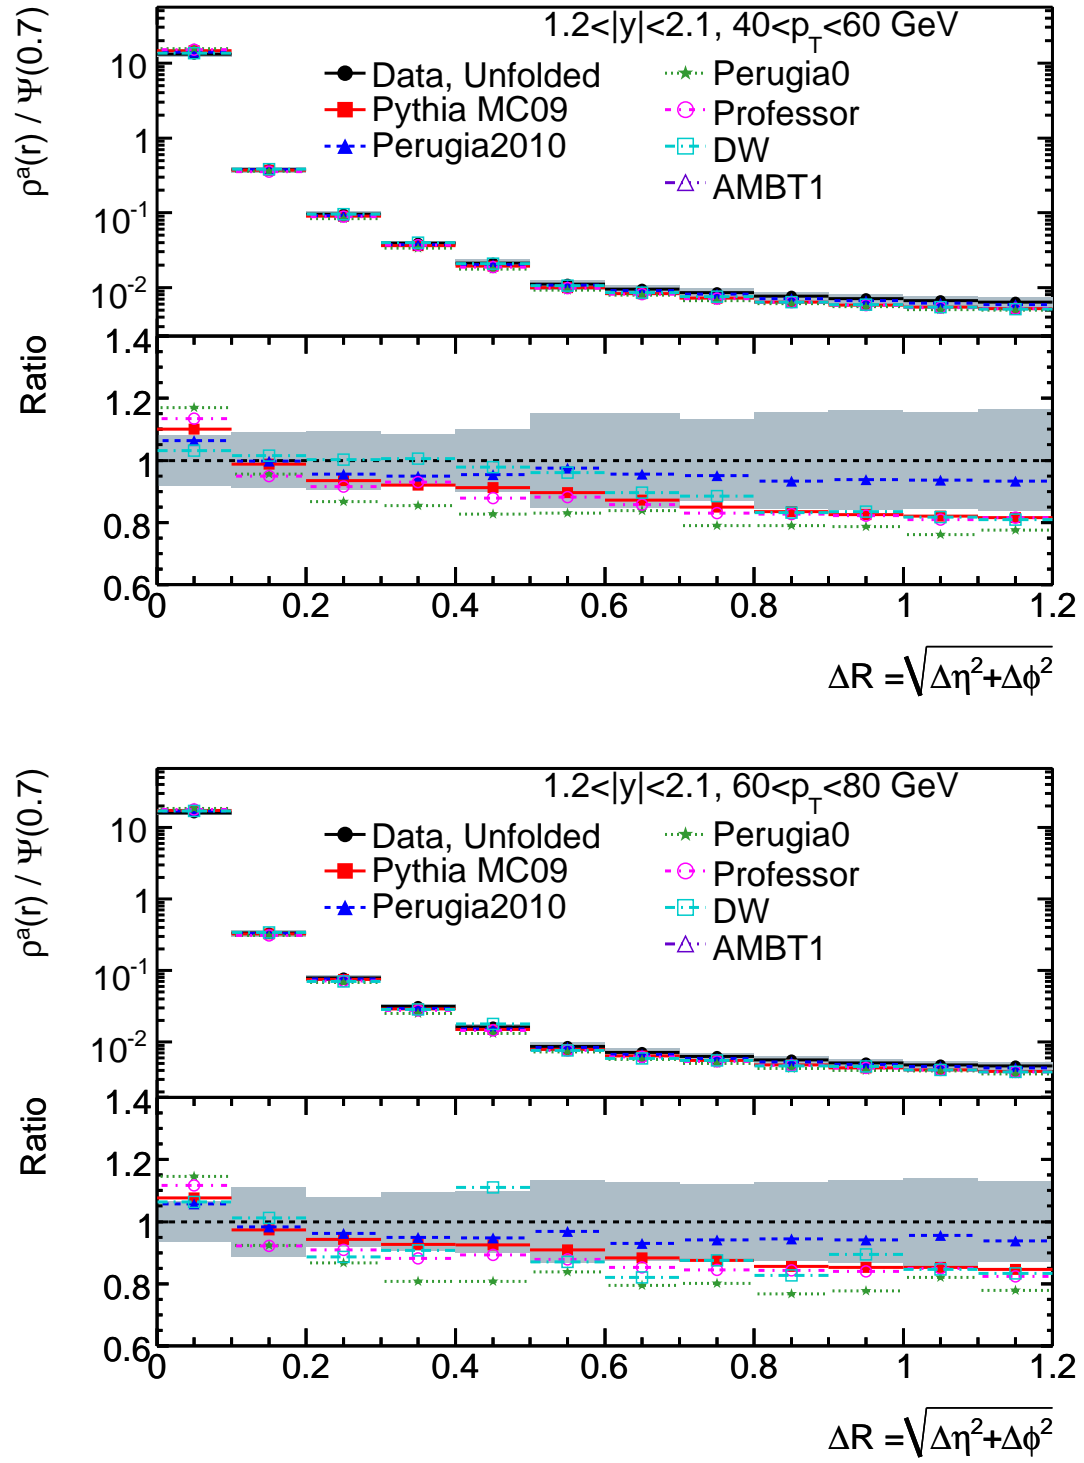 1.2<|y|<2.1, 40<p_T<60 GeV
ρᵃ(r) / Ψ(0.7)
Data, Unfolded
Pythia MC09
Perugia2010
Perugia0
Professor
DW
AMBT1
10
1
10⁻¹
10⁻²
Ratio
1.4
1.2
1
0.8
0.6
0 0.2 0.4 0.6 0.8 1 1.2
ΔR = √Δη²+Δϕ²
1.2<|y|<2.1, 60<p_T<80 GeV
ρᵃ(r) / Ψ(0.7)
Data, Unfolded
Pythia MC09
Perugia2010
Perugia0
Professor
DW
AMBT1
10
1
10⁻¹
10⁻²
Ratio
1.4
1.2
1
0.8
0.6
0 0.2 0.4 0.6 0.8 1 1.2
ΔR = √Δη²+Δϕ²